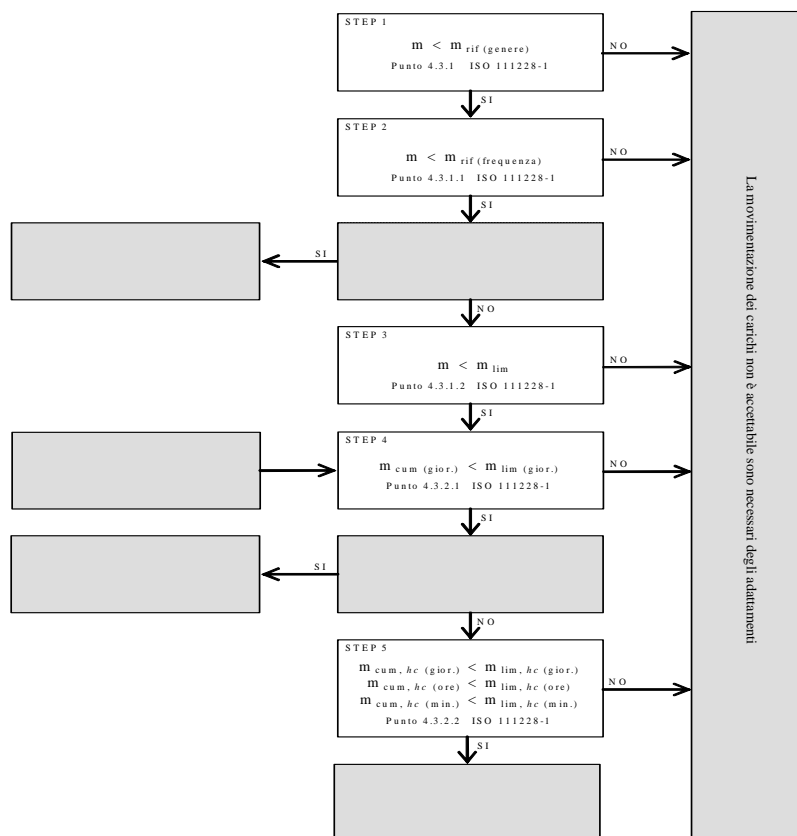 STEP 1
m < m rif (genere)
Punto 4.3.1 ISO 111228-1
NO
SI
STEP 2
m < m rif (frequenza)
Punto 4.3.1.1 ISO 111228-1
NO
SI
SI
NO
STEP 3
m < m lim
Punto 4.3.1.2 ISO 111228-1
NO
SI
STEP 4
m cum (gior.) < m lim (gior.)
Punto 4.3.2.1 ISO 111228-1
NO
SI
SI
NO
STEP 5
m cum, hc (gior.) < m lim, hc (gior.)
m cum, hc (ore) < m lim, hc (ore)
m cum, hc (min.) < m lim, hc (min.)
Punto 4.3.2.2 ISO 111228-1
NO
SI
La movimentazione dei carichi non è accettabile sono necessari degli adattamenti